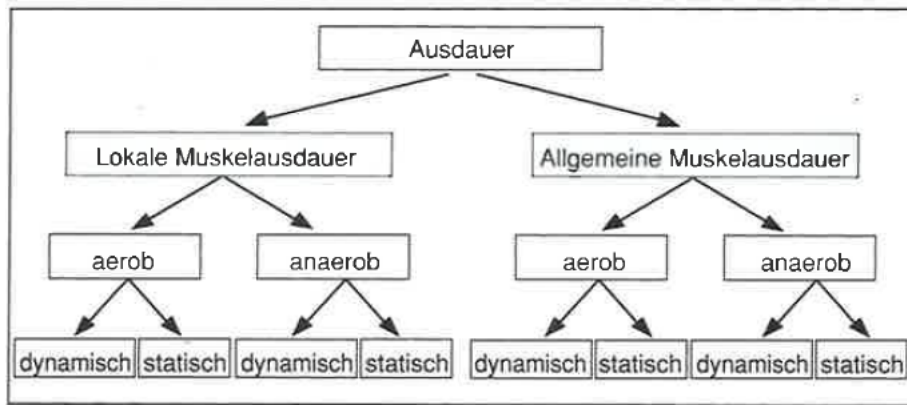 Ausdauer
Lokale Muskelausdauer Allgemeine Muskelausdauer
aerob anaerob aerob anaerob
dynamisch statisch dynamisch statisch dynamisch statisch dynamisch statisch